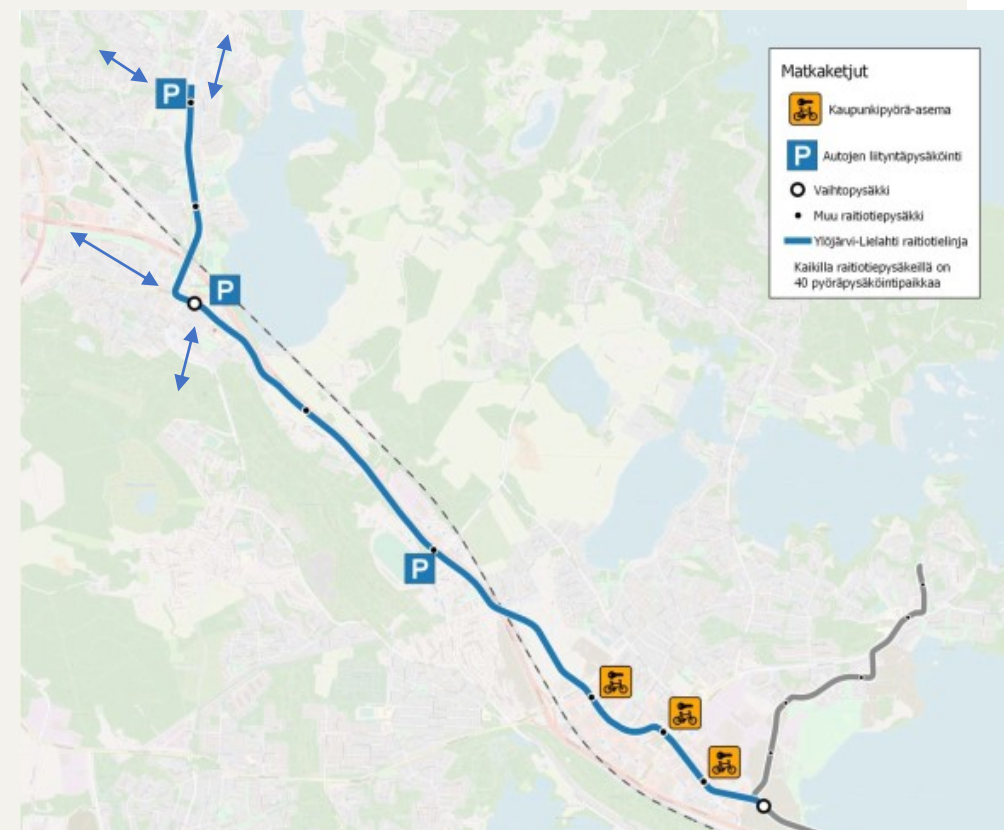 P
P
P
Matkaketjut
Kaupunkipyörä-asema
P Autojen liityntäpysäköinti
Vaihtopysäkki
Muu raitiotiepysäkki
Ylöjärvi-Lielahti raitiotielinja
Kaikilla raitiotiepysäkeillä on
40 pyöräpysäköintipaikkaa